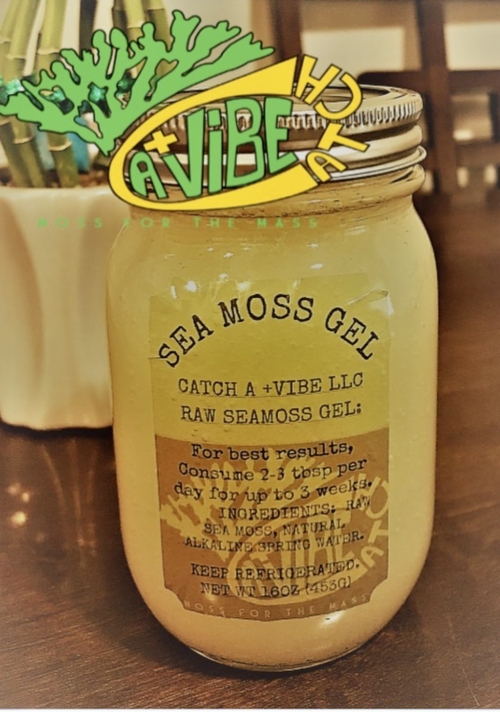 CATCH
A+VIBE
MOSS FOR THE MASS
SEA MOSS GEL
CATCH A +VIBE LLC
RAW SEAMOSS GEL:
For best results,
Consume 2-3 tbsp per
day for up to 3 weeks.
INGREDIENTS: RAW
SEA MOSS, NATURAL
ALKALINE SPRING WATER.
KEEP REFRIGERATED.
NET WT 16OZ (453G)
MOSS FOR THE MASS